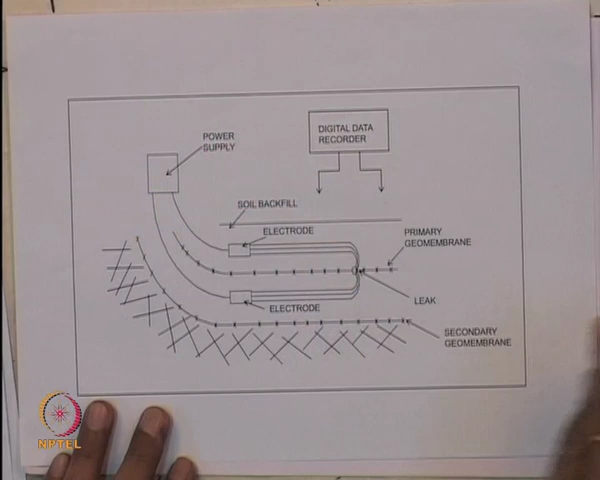 POWER
SUPPLY
DIGITAL DATA
RECORDER
SOIL BACKFILL
ELECTRODE
PRIMARY
GEOMEMBRANE
LEAK
ELECTRODE
SECONDARY
GEOMEMBRANE
NPTEL